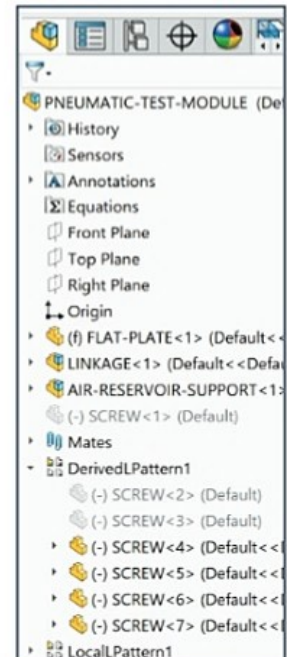 PNEUMATIC-TEST-MODULE (De
History
Sensors
Annotations
Equations
Front Plane
Top Plane
Right Plane
Origin
(f) FLAT-PLATE<1> (Default<<
LINKAGE<1> (Default<<Defau
AIR-RESERVOIR-SUPPORT<1>
(-) SCREW<1> (Default)
Mates
DerivedLPattern1
(-) SCREW<2> (Default)
(-) SCREW<3> (Default)
(-) SCREW<4> (Default<<
(-) SCREW<5> (Default<<
(-) SCREW<6> (Default<<
(-) SCREW<7> (Default<<
LocalLPattern1